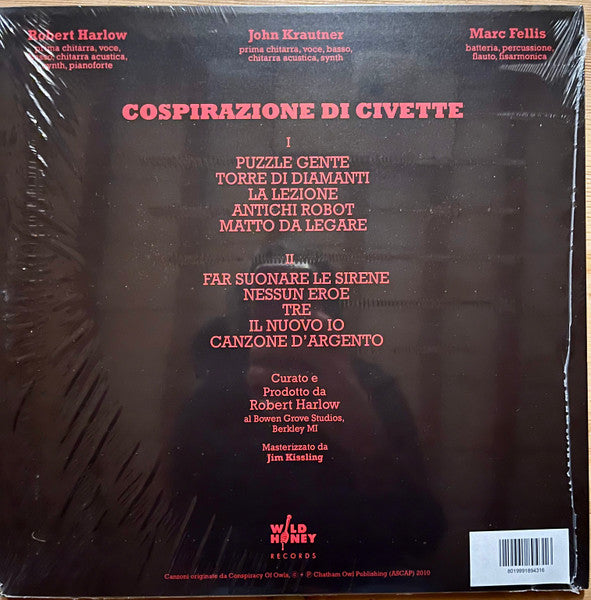 Robert Harlow
prima chitarra, voce,
basso, chitarra acustica,
synth, pianoforte
John Krautner
prima chitarra, voce, basso,
chitarra acustica, synth
Marc Fellis
batteria, percussione,
flauto, fisarmonica
COSPIRAZIONE DI CIVETTE
I
PUZZLE GENTE
TORRE DI DIAMANTI
LA LEZIONE
ANTICHI ROBOT
MATTO DA LEGARE
II
FAR SUONARE LE SIRENE
NESSUN EROE
TRE
IL NUOVO IO
CANZONE D'ARGENTO
Curato e
Prodotto da
Robert Harlow
al Bowen Grove Studios,
Berkley MI
Masterizzato da
Jim Kissling
WILD
HONEY
RECORDS
Canzoni originate da Conspiracy Of Owls, © + ℗ Chatham Owl Publishing (ASCAP) 2010
8019991894316